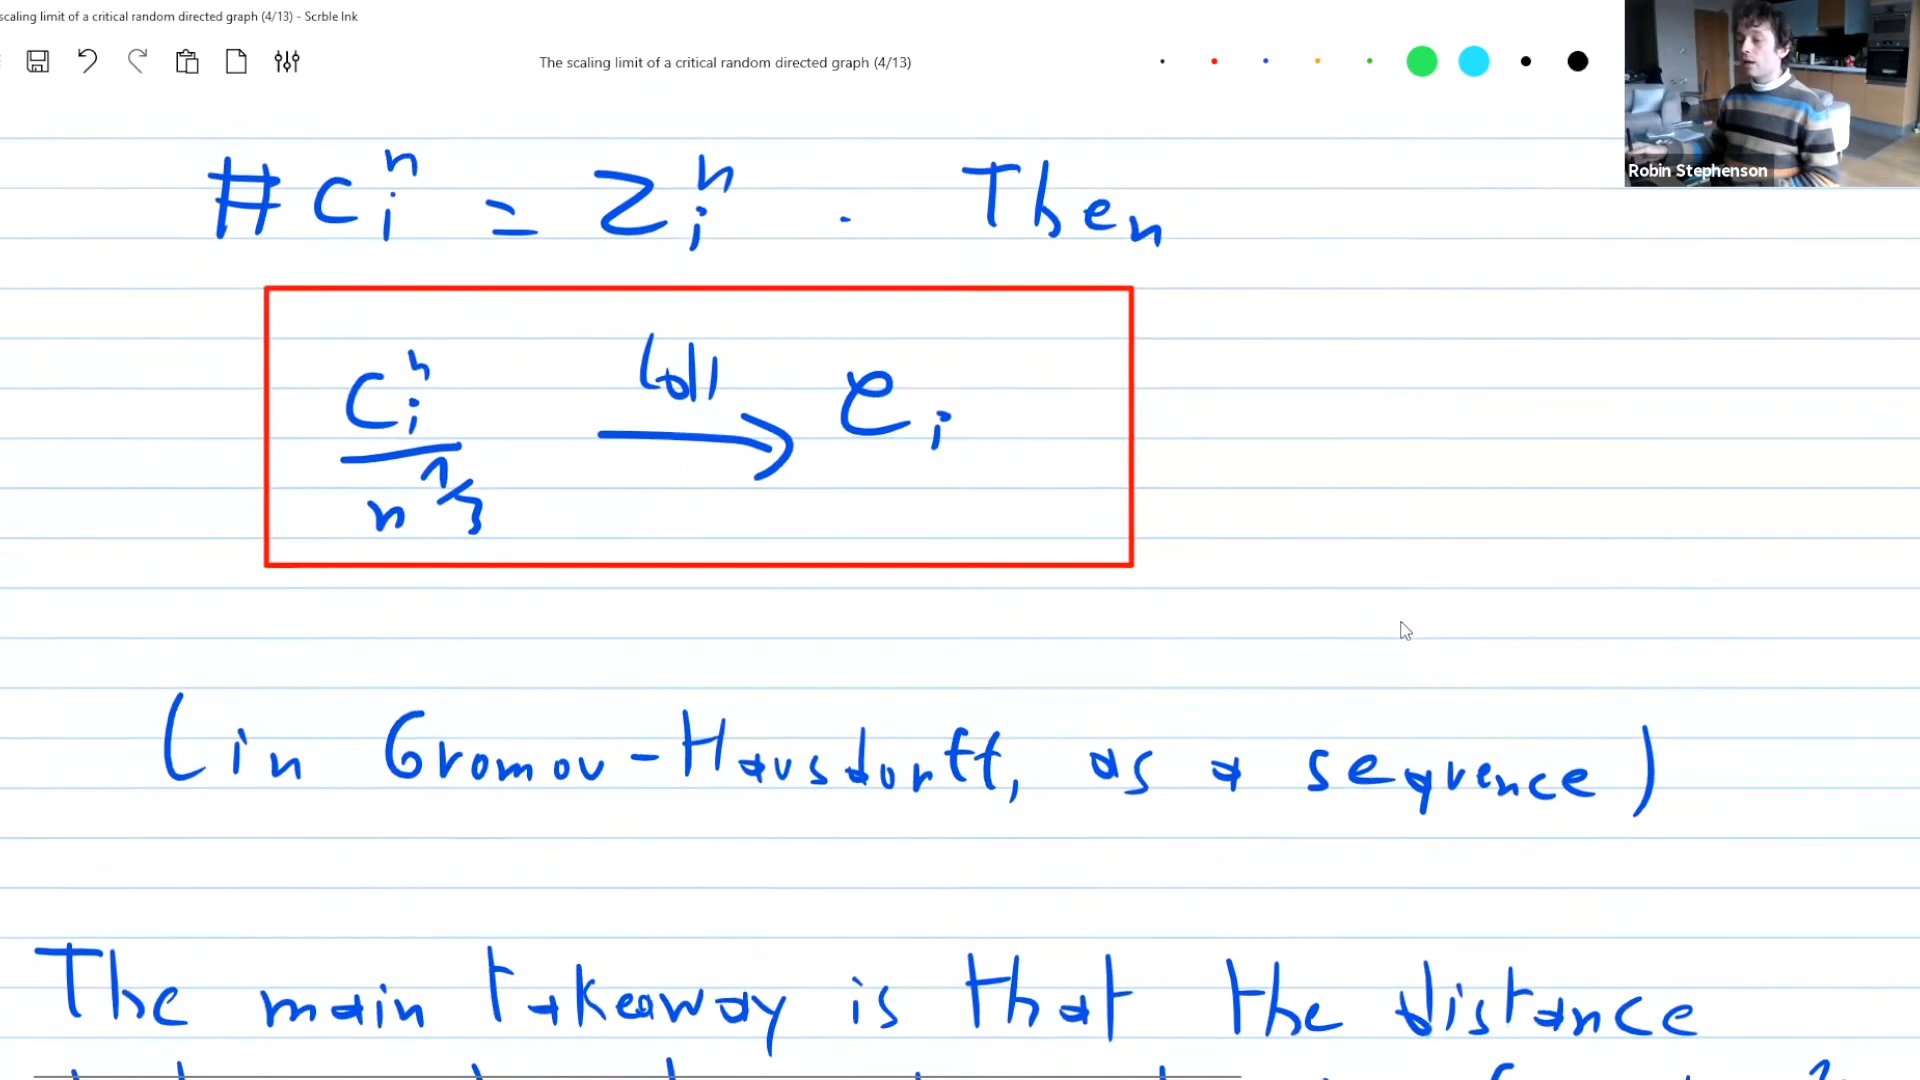 scaling limit of a critical random directed graph (4/13) - Scrble Ink
The scaling limit of a critical random directed graph (4/13)
Robin Stephenson
# C_i^n = Z_i^n . Then
C_i^n / n^{1/3} (d) → C_i
(in Gromov-Hausdorff, as a sequence)
The main takeaway is that the distance